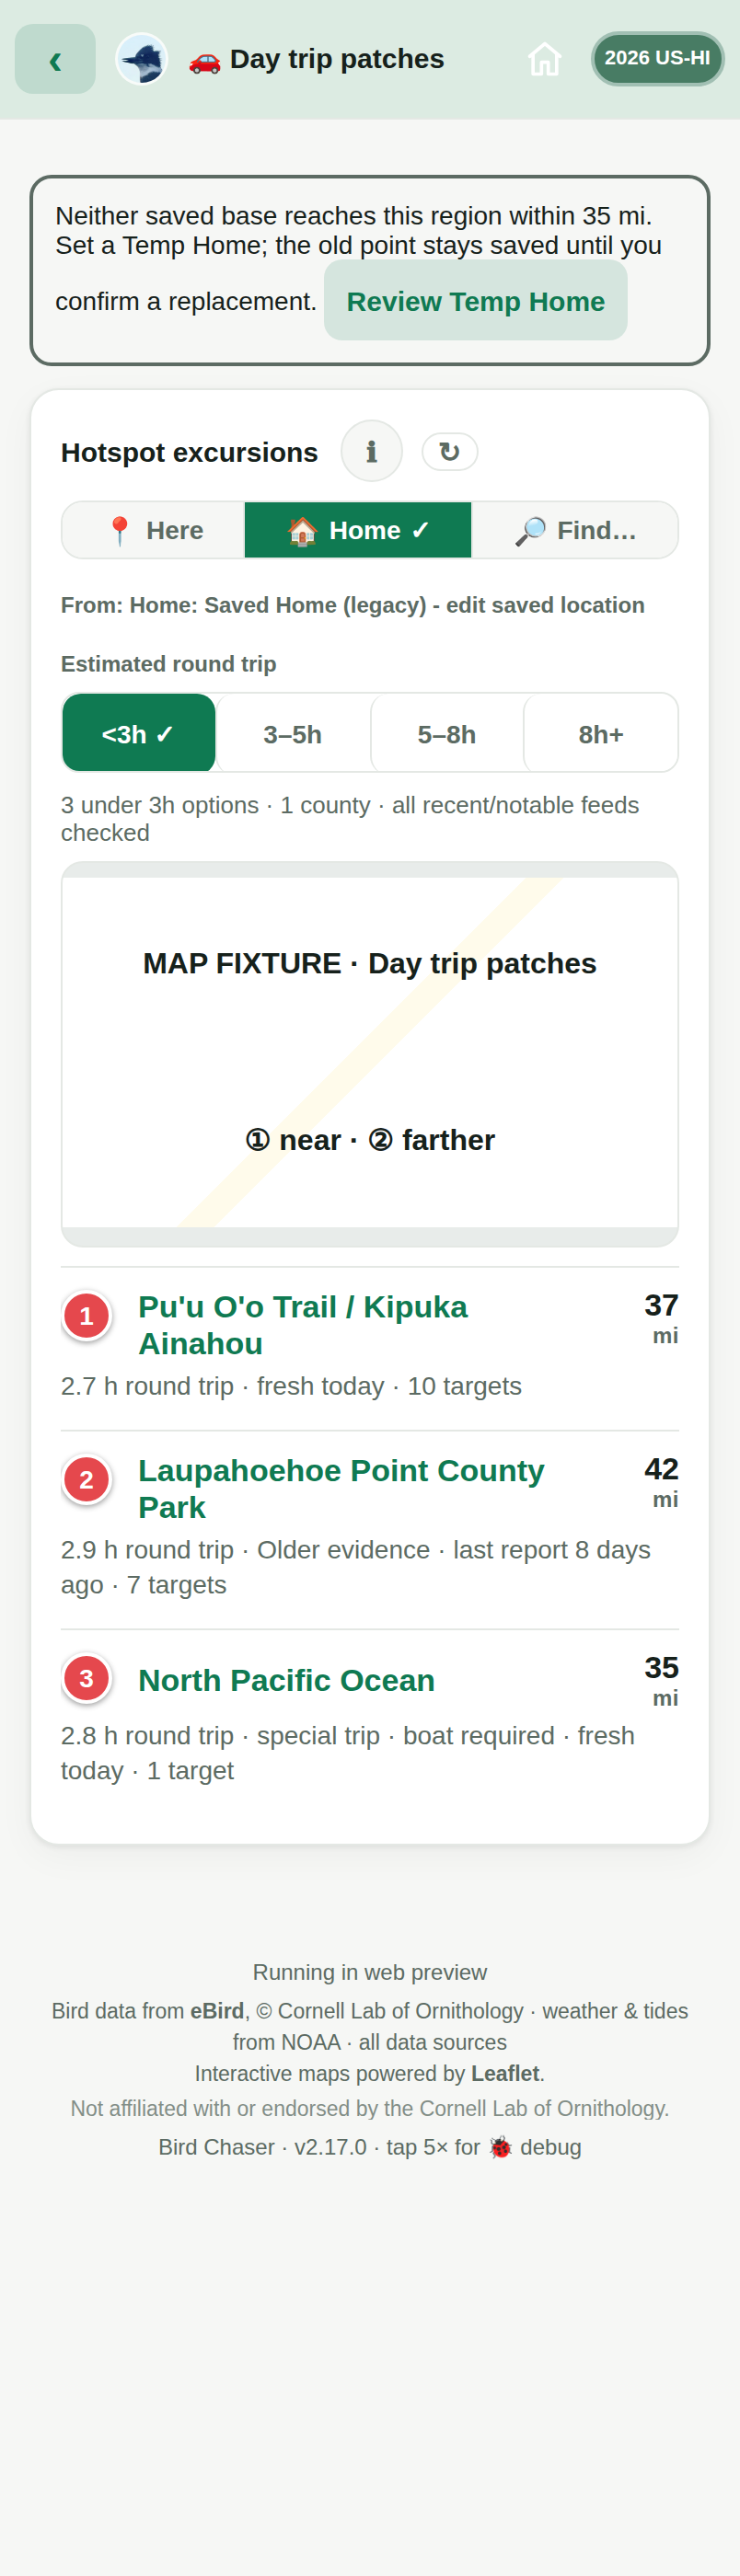 ‹ 🚗 Day trip patches 2026 US-HI
Neither saved base reaches this region within 35 mi.
Set a Temp Home; the old point stays saved until you
confirm a replacement. Review Temp Home
Hotspot excursions ℹ ↻
📍 Here 🏠 Home ✓ 🔎 Find…
From: Home: Saved Home (legacy) - edit saved location
Estimated round trip
<3h ✓ 3–5h 5–8h 8h+
3 under 3h options · 1 county · all recent/notable feeds
checked
MAP FIXTURE · Day trip patches
① near · ② farther
1 Pu'u O'o Trail / Kipuka 37
Ainahou mi
2.7 h round trip · fresh today · 10 targets
2 Laupahoehoe Point County 42
Park mi
2.9 h round trip · Older evidence · last report 8 days
ago · 7 targets
3 North Pacific Ocean 35
mi
2.8 h round trip · special trip · boat required · fresh
today · 1 target
Running in web preview
Bird data from eBird, © Cornell Lab of Ornithology · weather & tides
from NOAA · all data sources
Interactive maps powered by Leaflet.
Not affiliated with or endorsed by the Cornell Lab of Ornithology.
Bird Chaser · v2.17.0 · tap 5× for 🐞 debug